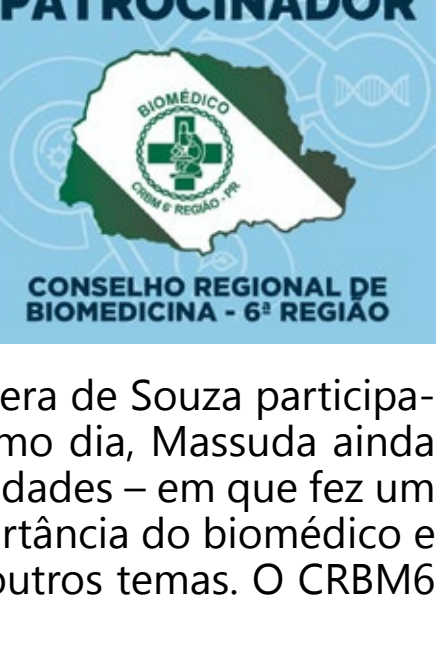 PATROCINADOR
BIOMÉDICO
CRBM 6ª REGIÃO - PR
CONSELHO REGIONAL DE
BIOMEDICINA - 6ª REGIÃO
era de Souza participa-
mo dia, Massuda ainda
dades – em que fez um
rtância do biomédico e
outros temas. O CRBM6